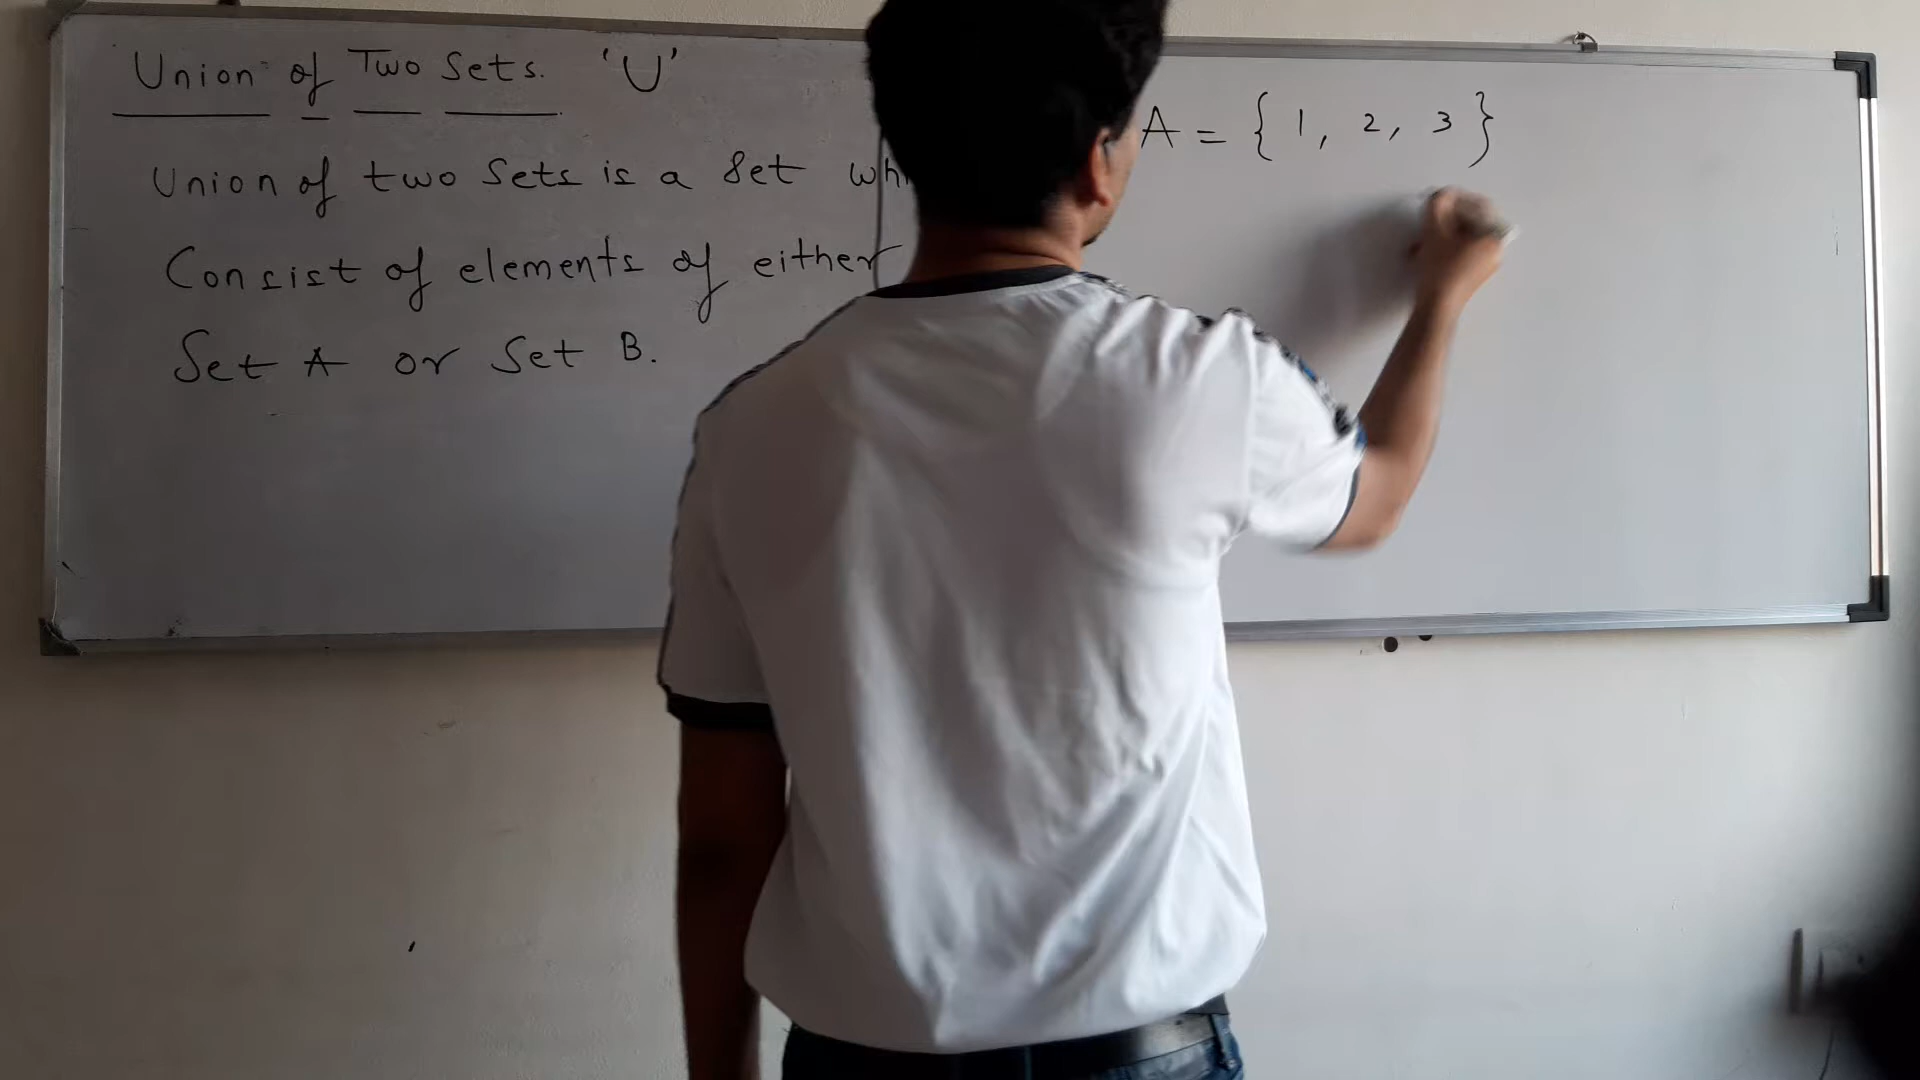 Union of Two Sets. 'U'
Union of two Sets is a Set
Consist of elements of either
Set A or Set B.
A = { 1, 2, 3 }